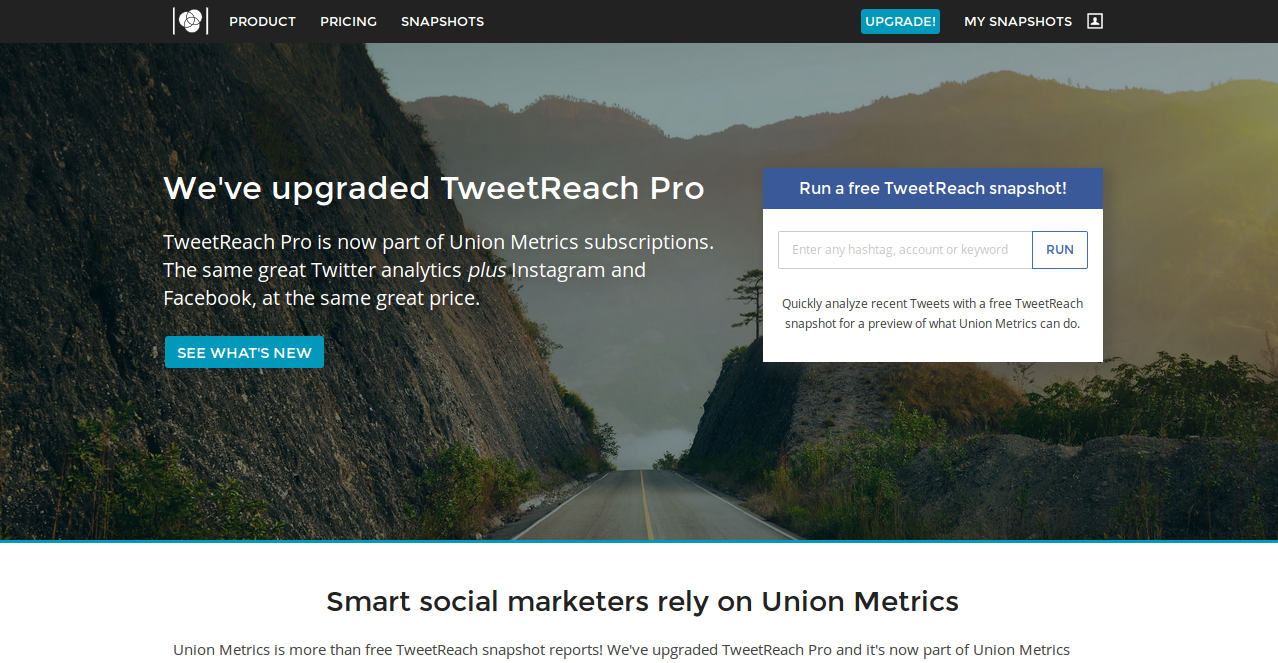 PRODUCT PRICING SNAPSHOTS UPGRADE! MY SNAPSHOTS
We've upgraded TweetReach Pro
TweetReach Pro is now part of Union Metrics subscriptions.
The same great Twitter analytics plus Instagram and
Facebook, at the same great price.
SEE WHAT'S NEW
Run a free TweetReach snapshot!
Enter any hashtag, account or keyword RUN
Quickly analyze recent Tweets with a free TweetReach
snapshot for a preview of what Union Metrics can do.
Smart social marketers rely on Union Metrics
Union Metrics is more than free TweetReach snapshot reports! We've upgraded TweetReach Pro and it's now part of Union Metrics